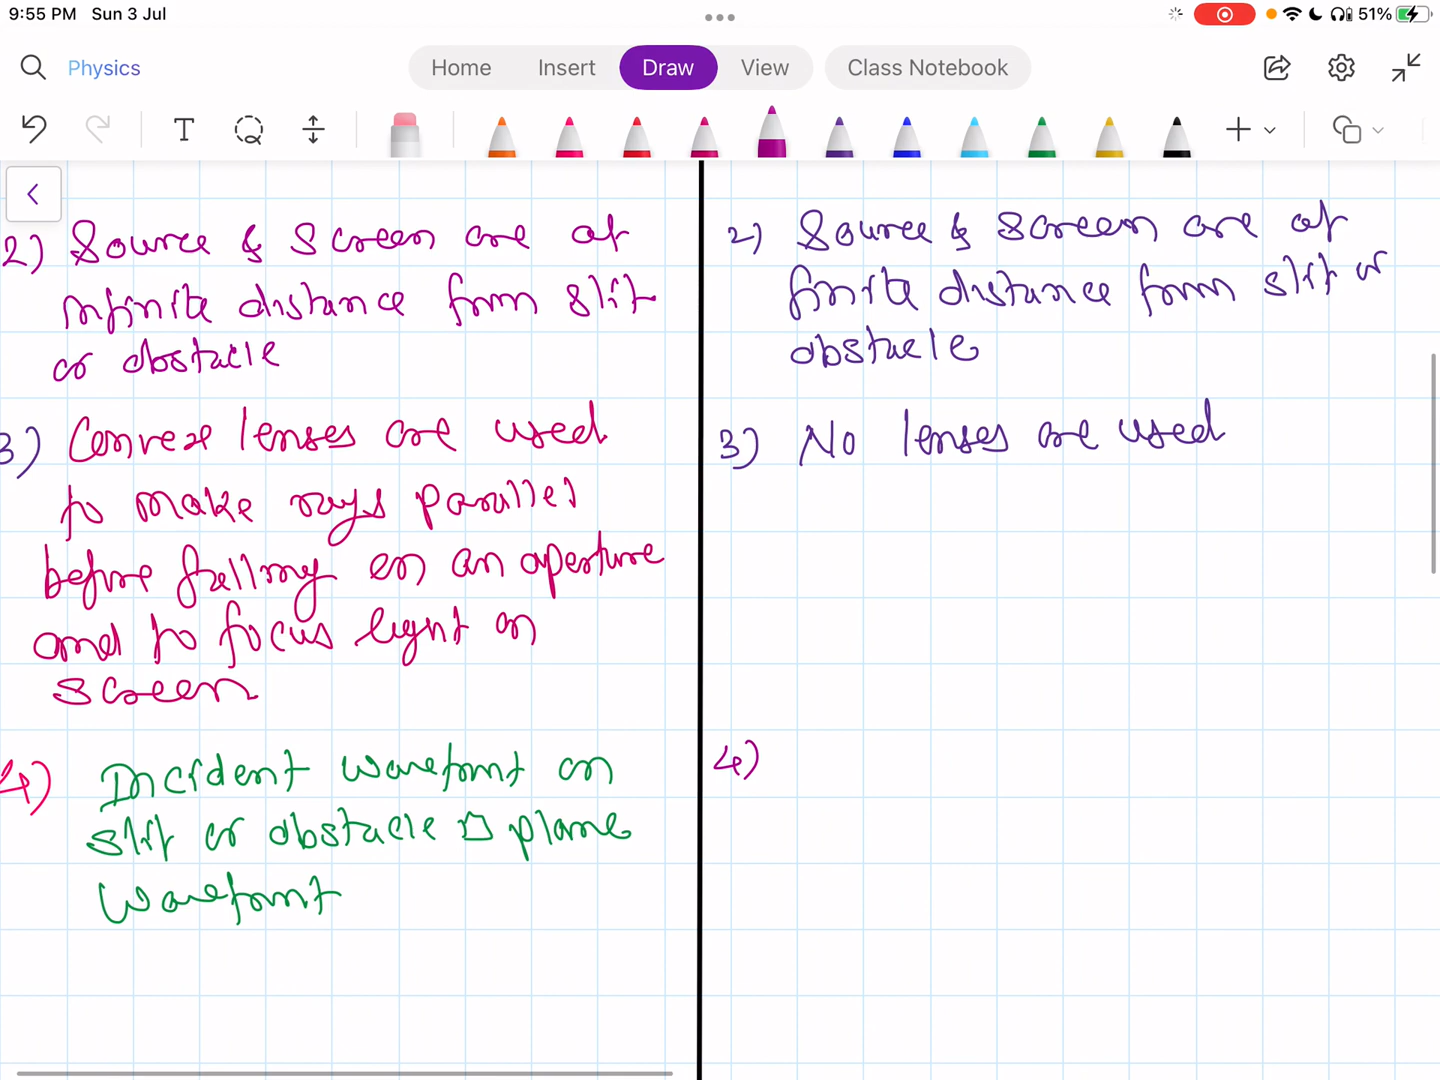 9:55 PM Sun 3 Jul
51%
Physics
Home Insert Draw View Class Notebook
T
2) Source & Screen are at
infinite distance from slit
or obstacle
3) Convex lenses are used
to make rays parallel
before falling on an aperture
and to focus light on
screen
4) Incident wavefront on
slit or obstacle is plane
wavefront
2) Source & Screen are at
finite distance from slit or
obstacle
3) No lenses are used
4)